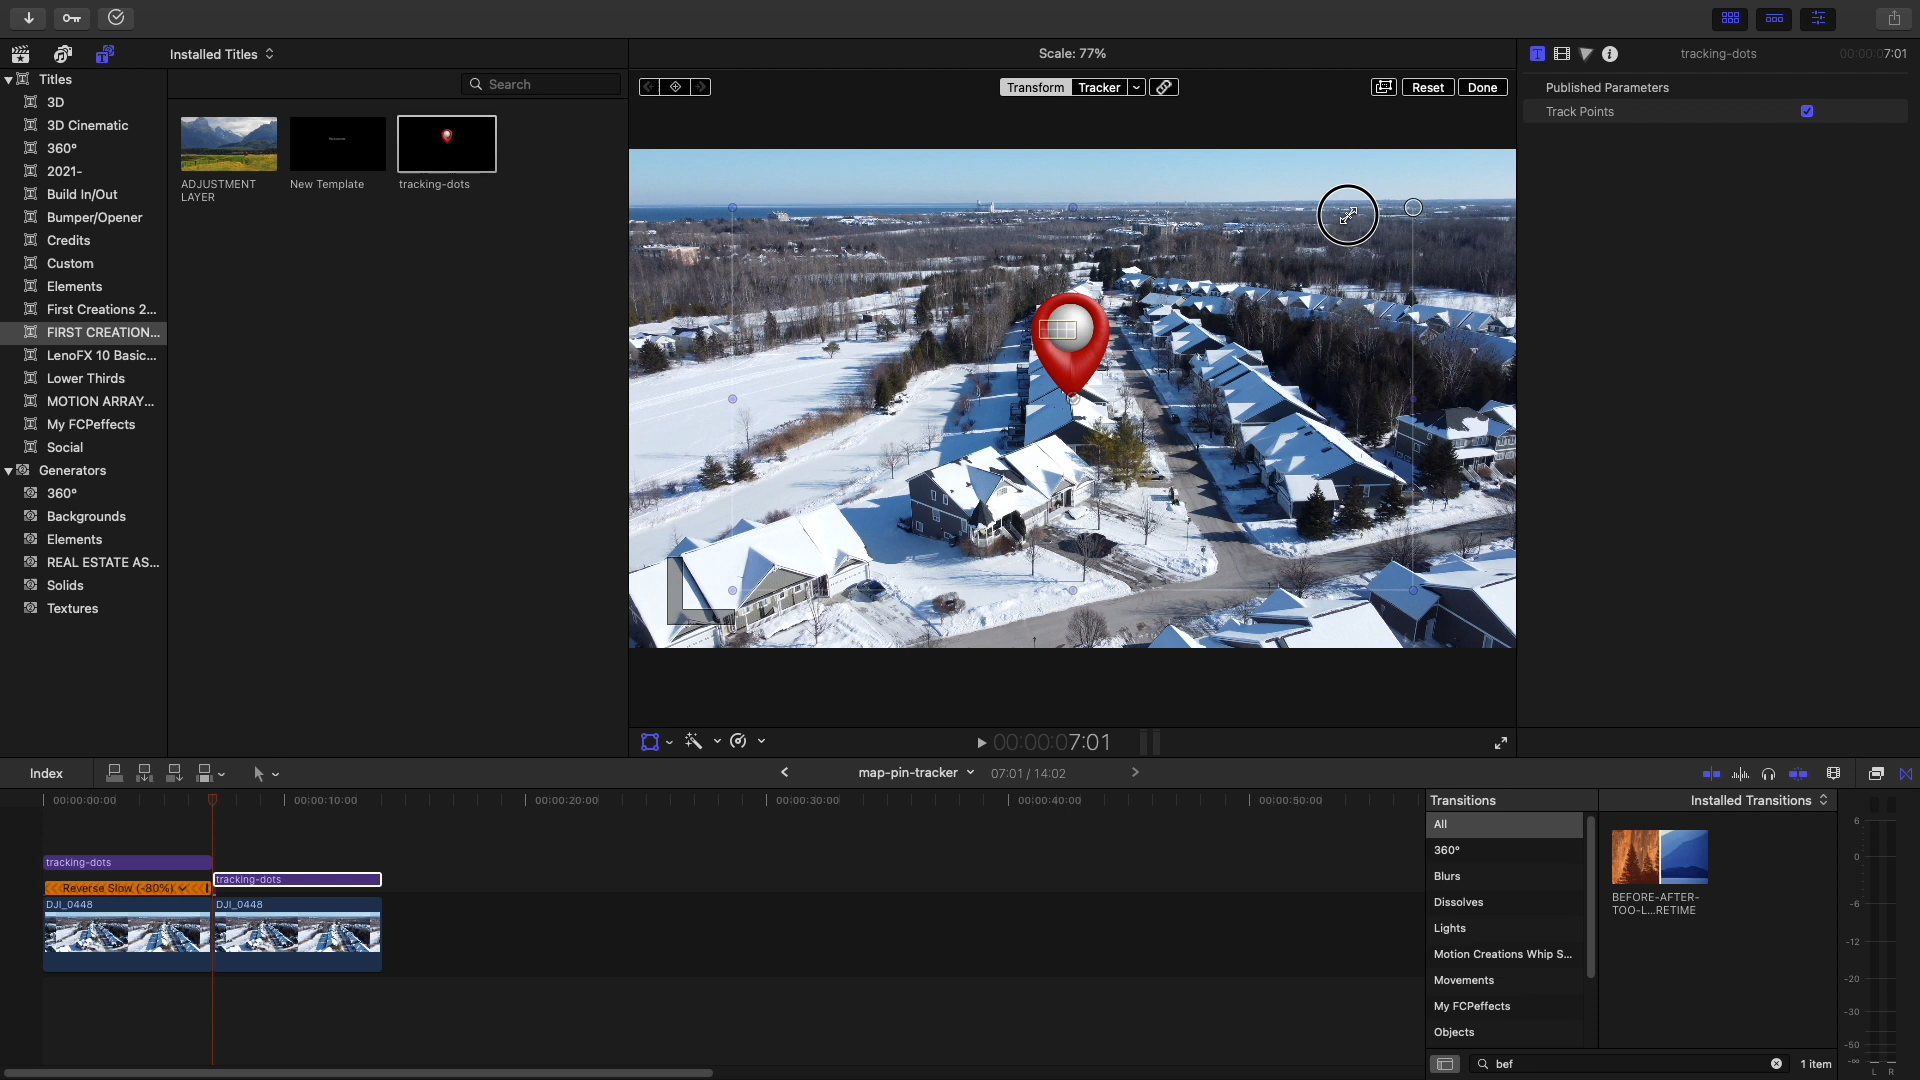 Installed Titles
Scale: 77%
tracking-dots
00:00:07:01
Titles
Search
Transform
Tracker
Reset
Done
Published Parameters
3D
Track Points
3D Cinematic
360°
2021-
ADJUSTMENT
LAYER
New Template
tracking-dots
Build In/Out
Bumper/Opener
Credits
Custom
Elements
First Creations 2...
FIRST CREATION...
LenoFX 10 Basic...
Lower Thirds
MOTION ARRAY...
My FCPeffects
Social
Generators
360°
Backgrounds
Elements
REAL ESTATE AS...
Solids
Textures
00:00:07:01
Index
map-pin-tracker
07:01 / 14:02
00:00:00:00
00:00:10:00
00:00:20:00
00:00:30:00
00:00:40:00
00:00:50:00
tracking-dots
tracking-dots
Reverse Slow (-80%)
DJI_0448
DJI_0448
Transitions
Installed Transitions
All
360°
Blurs
Dissolves
Lights
Motion Creations Whip S...
Movements
My FCPeffects
Objects
BEFORE-AFTER-
TOO-L...RETIME
bef
1 item
6
0
-6
-12
-20
-30
-50
-∞
L R